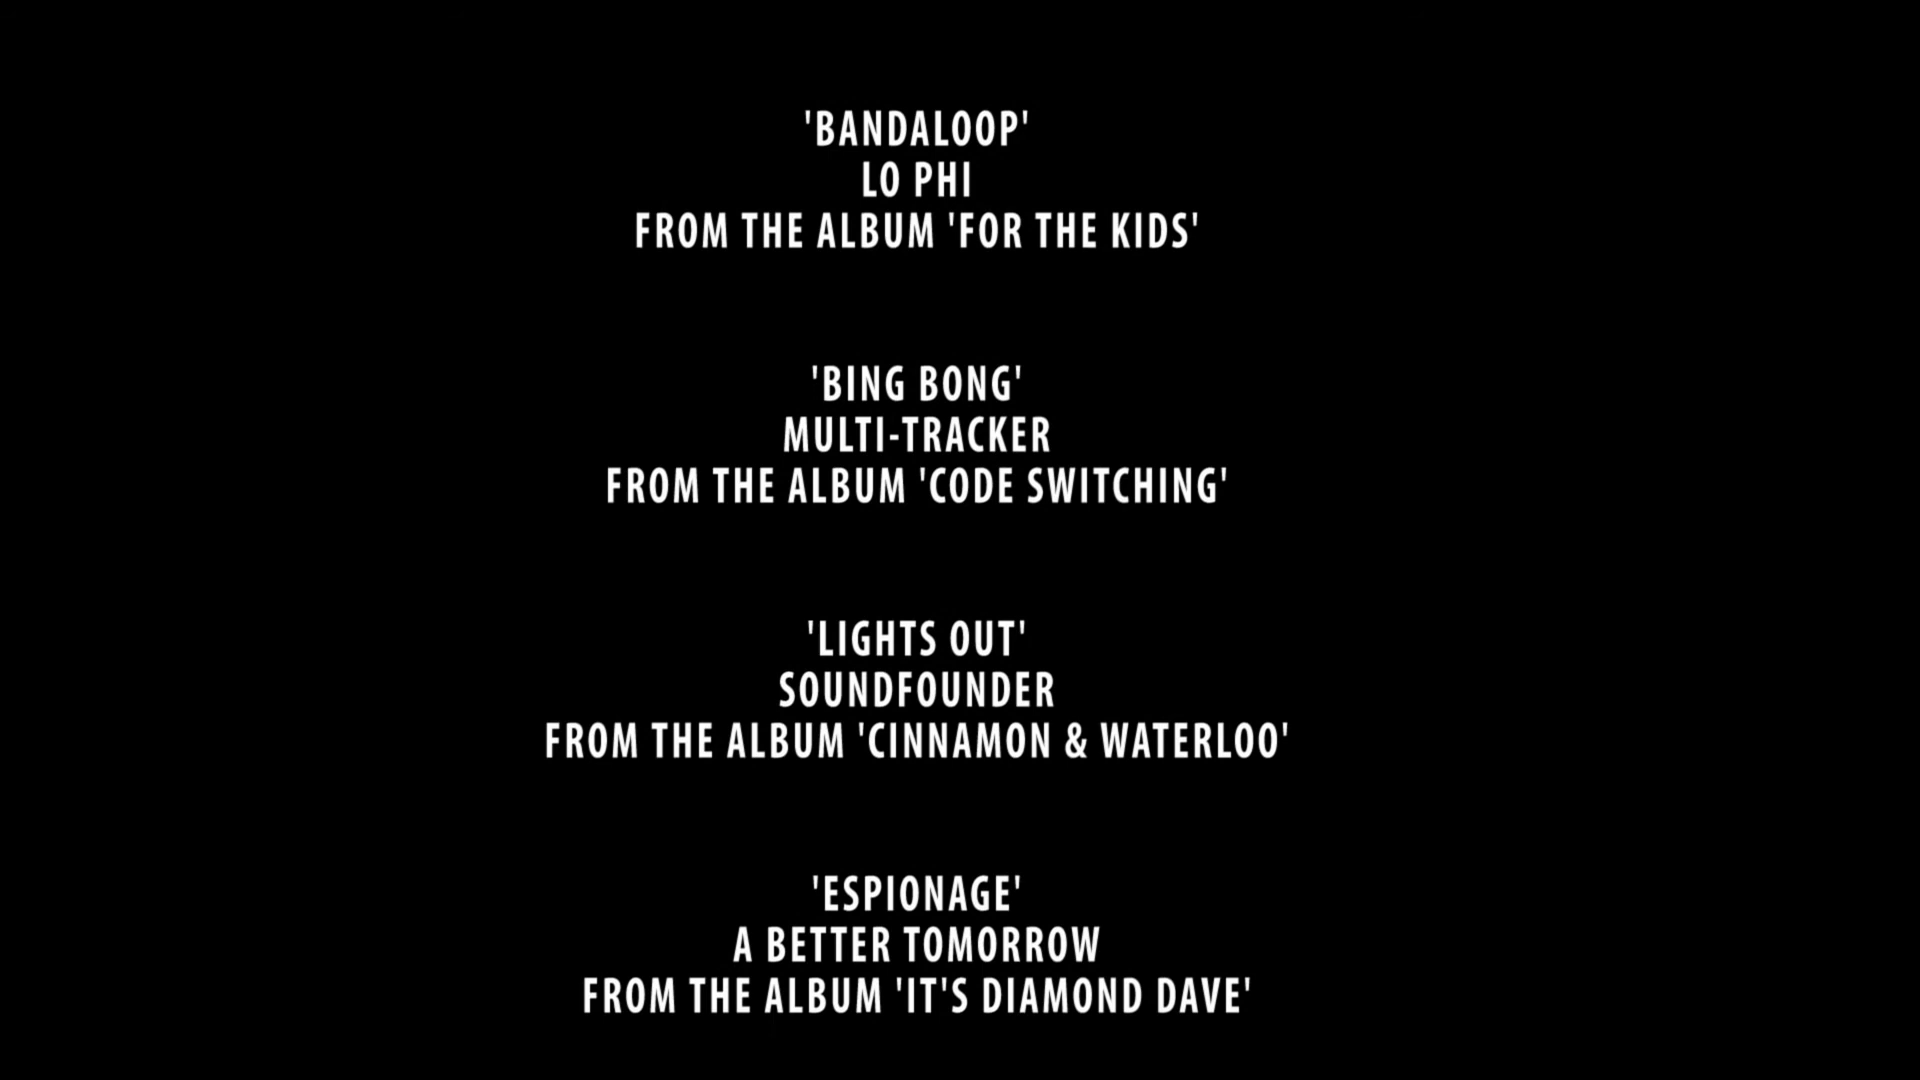 'BANDALOOP'
LO PHI
FROM THE ALBUM 'FOR THE KIDS'
'BING BONG'
MULTI-TRACKER
FROM THE ALBUM 'CODE SWITCHING'
'LIGHTS OUT'
SOUNDFOUNDER
FROM THE ALBUM 'CINNAMON & WATERLOO'
'ESPIONAGE'
A BETTER TOMORROW
FROM THE ALBUM 'IT'S DIAMOND DAVE'